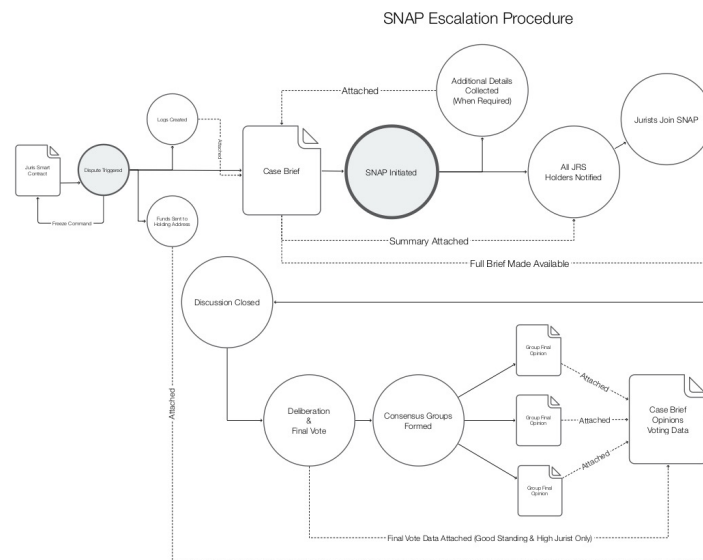 SNAP Escalation Procedure
Additional Details
Collected
(When Required)
Attached
Logs Created
Jurists Join SNAP
Attached
Juris Smart
Contract
Dispute Triggered
Case Brief
SNAP Initiated
All JRS
Holders Notified
Freeze Command
Funds Sent to
Holding Address
Summary Attached
Full Brief Made Available
Discussion Closed
Attached
Group Final
Opinion
Attached
Deliberation
&
Final Vote
Consensus Groups
Formed
Group Final
Opinion
Attached
Case Brief
Opinions
Voting Data
Attached
Group Final
Opinion
Final Vote Data Attached (Good Standing & High Jurist Only)